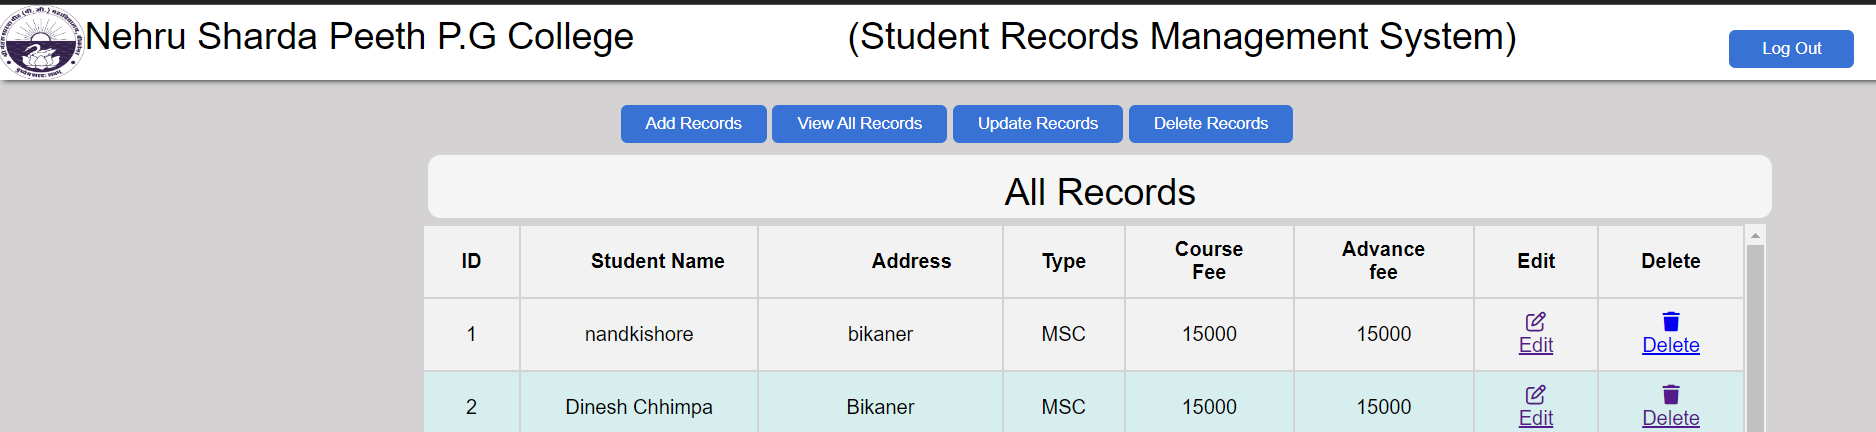 Nehru Sharda Peeth P.G College (Student Records Management System)
Log Out
Add Records View All Records Update Records Delete Records
All Records
ID Student Name Address Type Course Fee Advance fee Edit Delete
1 nandkishore bikaner MSC 15000 15000 Edit Delete
2 Dinesh Chhimpa Bikaner MSC 15000 15000 Edit Delete